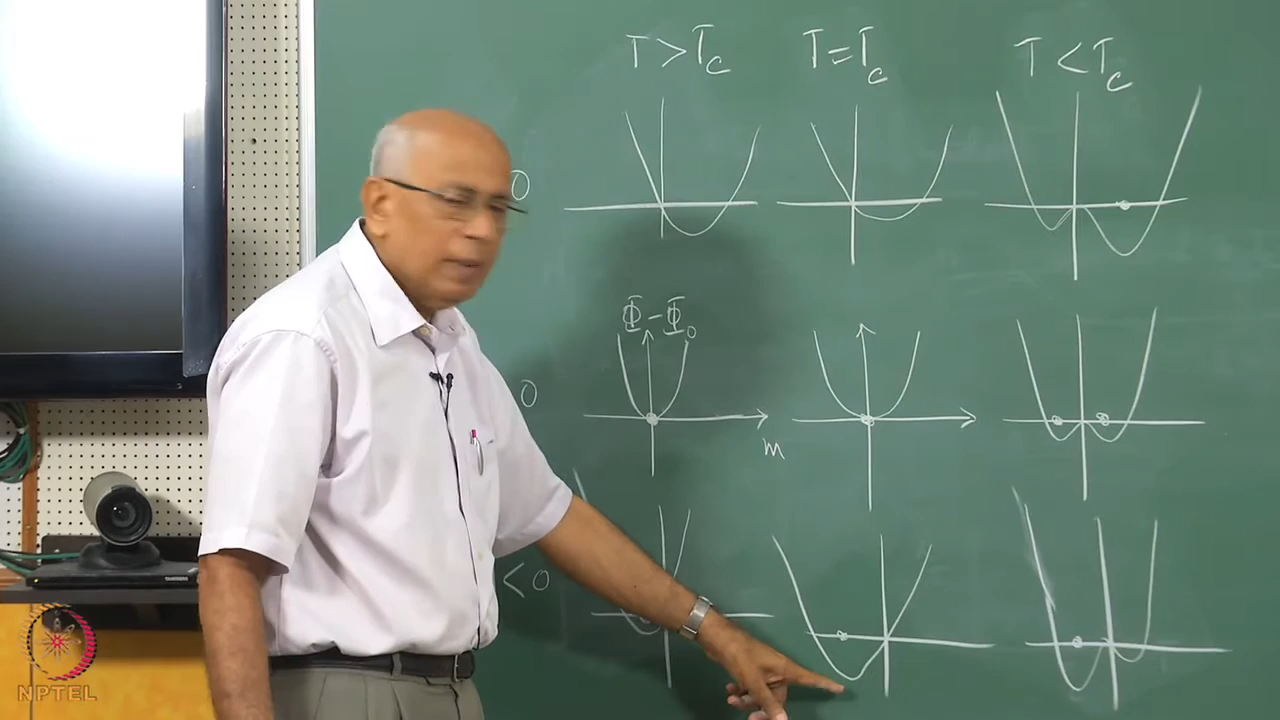 T > T_c T = T_c T < T_c
0
Φ - Φ_0
0
m
< 0
NPTEL